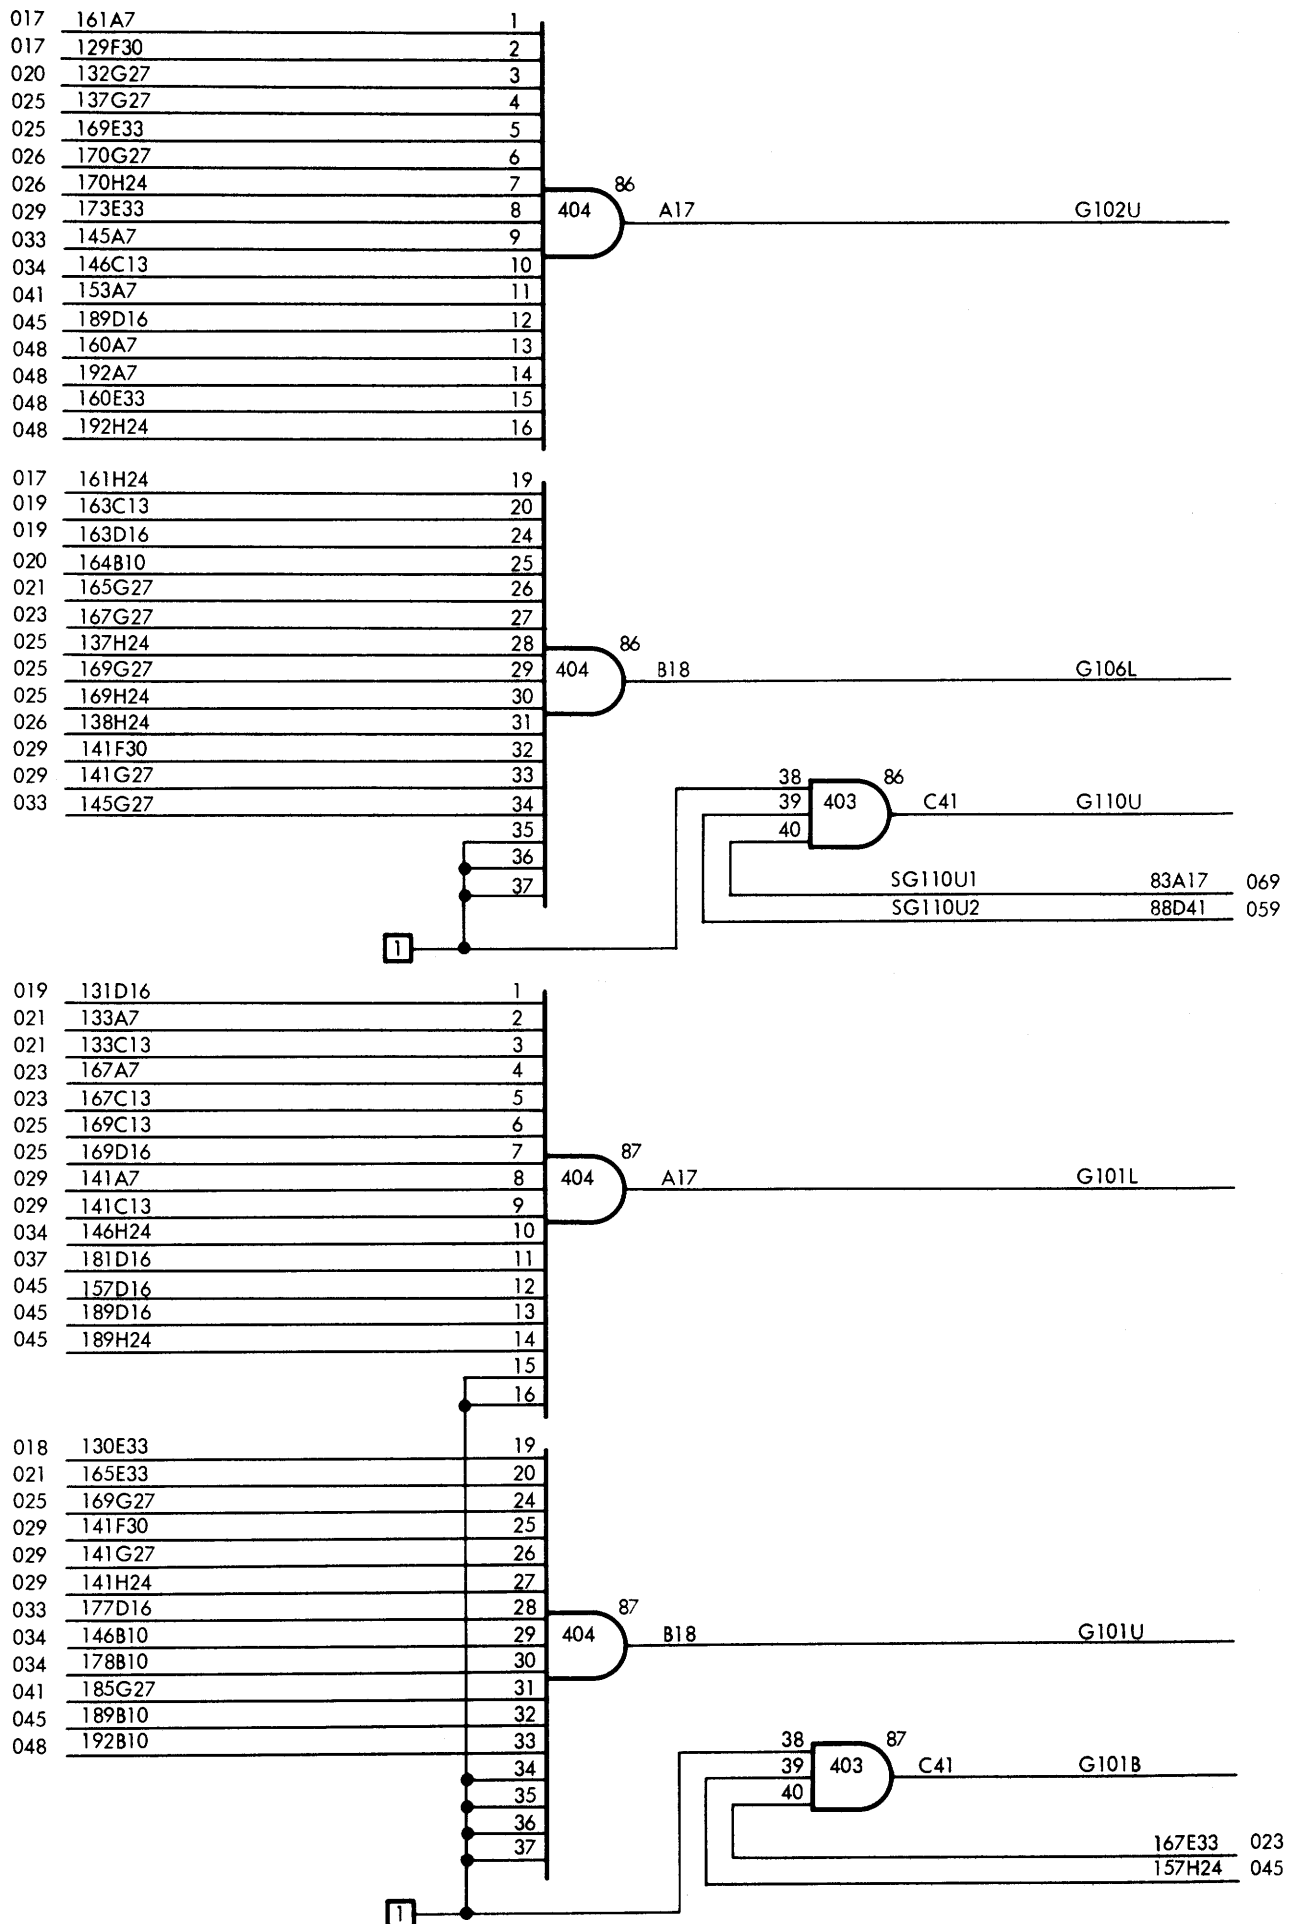 017 161A7 1
017 129F30 2
020 132G27 3
025 137G27 4
025 169E33 5
026 170G27 6
026 170H24 7 86
029 173E33 8 404 A17 G102U
033 145A7 9
034 146C13 10
041 153A7 11
045 189D16 12
048 160A7 13
048 192A7 14
048 160E33 15
048 192H24 16
017 161H24 19
019 163C13 20
019 163D16 24
020 164B10 25
021 165G27 26
023 167G27 27
025 137H24 28 86
025 169G27 29 404 B18 G106L
025 169H24 30
026 138H24 31
029 141F30 32
029 141G27 33 38 86
033 145G27 34 39 403 C41 G110U
35 40
36
37 SG110U1 83A17 069
SG110U2 88D41 059
1
019 131D16 1
021 133A7 2
021 133C13 3
023 167A7 4
023 167C13 5
025 169C13 6
025 169D16 7 87
029 141A7 8 404 A17 G101L
029 141C13 9
034 146H24 10
037 181D16 11
045 157D16 12
045 189D16 13
045 189H24 14
15
16
018 130E33 19
021 165E33 20
025 169G27 24
029 141F30 25
029 141G27 26
029 141H24 27
033 177D16 28 87
034 146B10 29 404 B18 G101U
034 178B10 30
041 185G27 31
045 189B10 32
048 192B10 33 38 87
34 39 403 C41 G101B
35 40
36
37 167E33 023
157H24 045
1